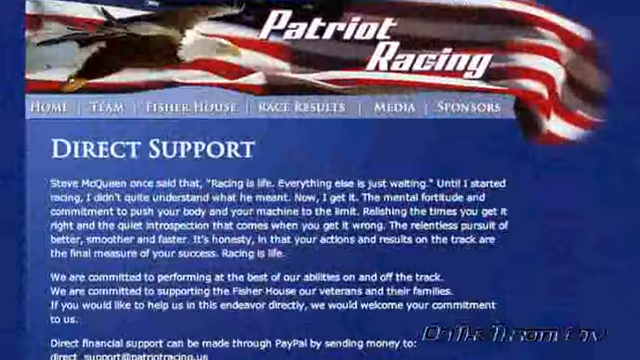 Patriot
Racing
Home | Team | Fisher House | Race Results | Media | Sponsors
Direct Support
Steve McQueen once said that, "Racing is life. Everything else is just waiting." Until I started
racing, I didn't quite understand what he meant. Now, I get it. The mental fortitude and
commitment to push your body and your machine to the limit. Relishing the times you get it
right and the quiet introspection that comes when you get it wrong. The relentless pursuit of
better, smoother and faster. It's honesty, in that your actions and results on the track are
the final measure of your success. Racing is life.
We are committed to performing at the best of our abilities on and off the track.
We are committed to supporting the Fisher House our veterans and their families.
If you would like to help us in this endeavor directly, we would welcome your commitment
to us.
Direct financial support can be made through PayPal by sending money to:
direct_support@patriotracing.us